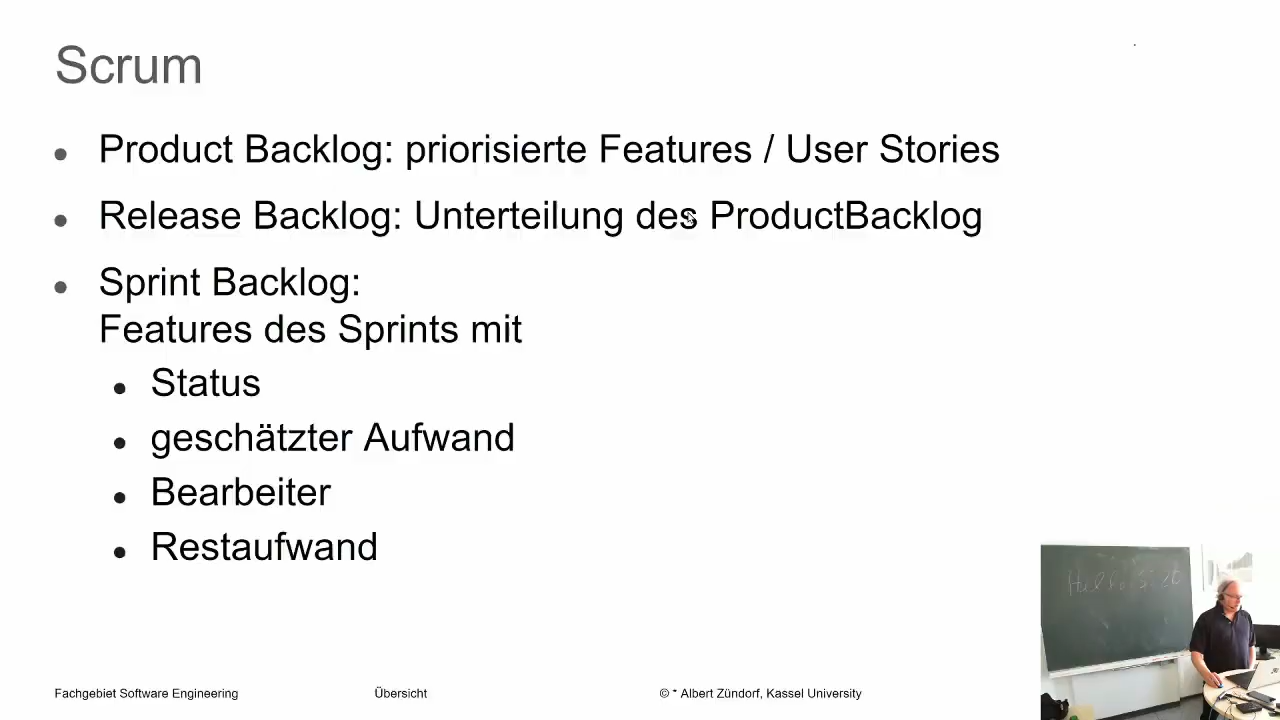 Scrum
Product Backlog: priorisierte Features / User Stories
Release Backlog: Unterteilung des ProductBacklog
Sprint Backlog:
Features des Sprints mit
Status
geschätzter Aufwand
Bearbeiter
Restaufwand
Fachgebiet Software Engineering
Übersicht
© * Albert Zündorf, Kassel University